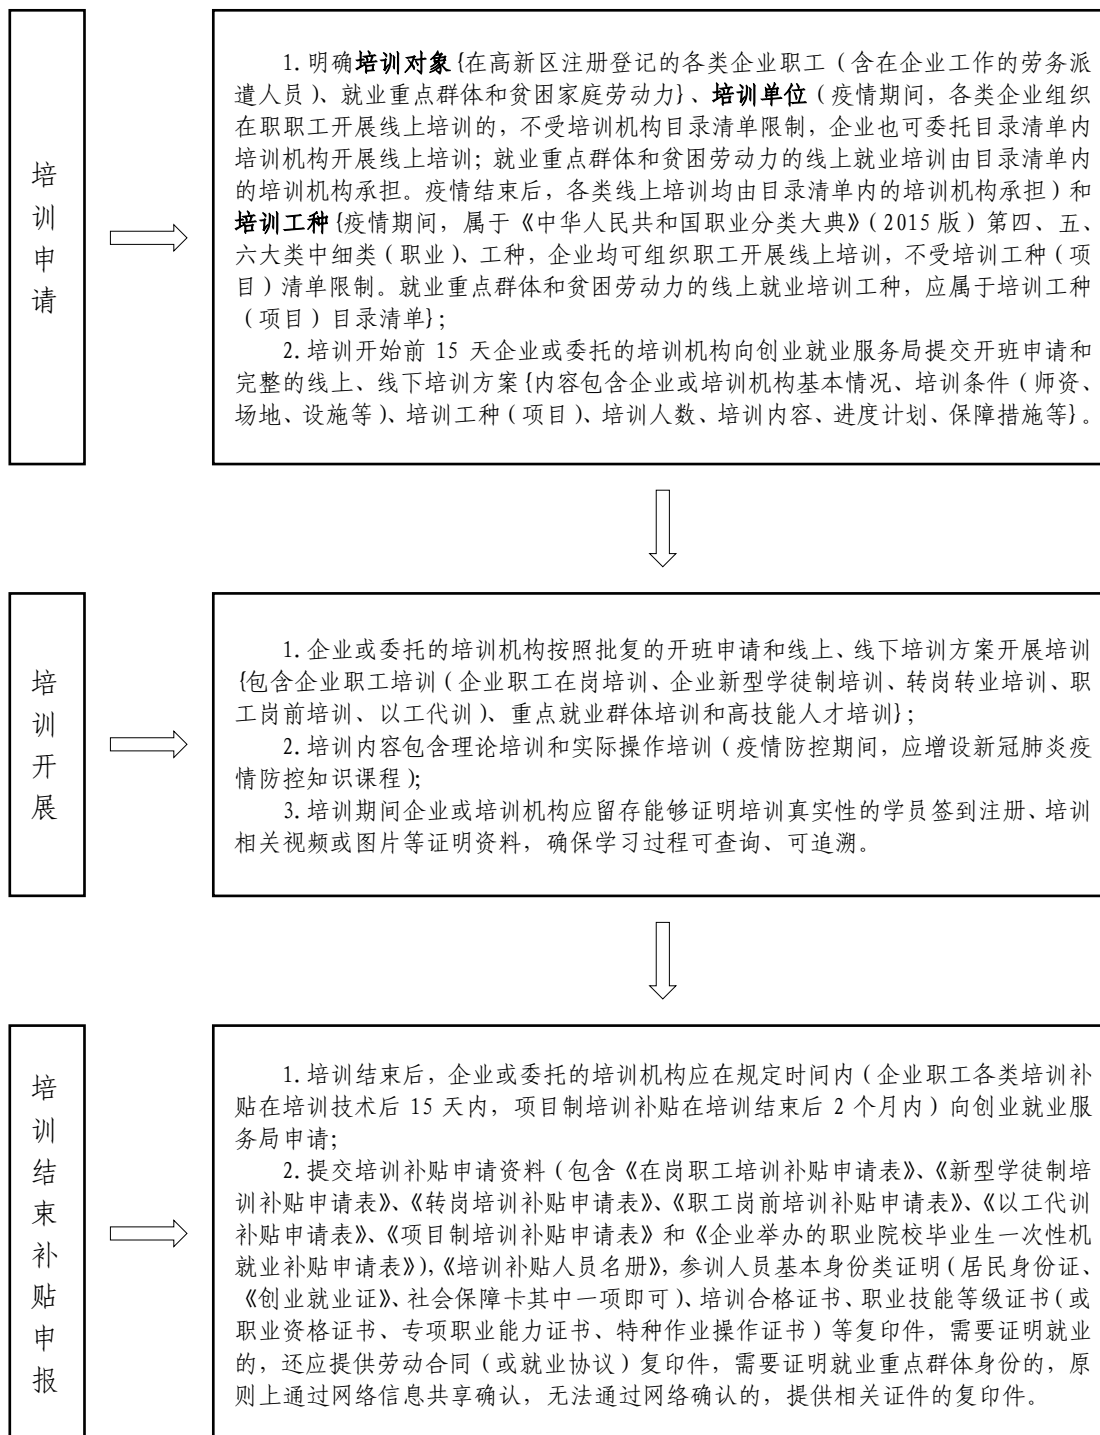 培训申请
1.明确培训对象{在高新区注册登记的各类企业职工（含在企业工作的劳务派
遣人员）、就业重点群体和贫困家庭劳动力}、培训单位（疫情期间，各类企业组织
在职职工开展线上培训的，不受培训机构目录清单限制，企业也可委托目录清单内
培训机构开展线上培训；就业重点群体和贫困劳动力的线上就业培训由目录清单内
的培训机构承担。疫情结束后，各类线上培训均由目录清单内的培训机构承担）和
培训工种{疫情期间，属于《中华人民共和国职业分类大典》（2015 版）第四、五、
六大类中细类（职业）、工种，企业均可组织职工开展线上培训，不受培训工种（项
目）清单限制。就业重点群体和贫困劳动力的线上就业培训工种，应属于培训工种
（项目）目录清单}；
2.培训开始前 15 天企业或委托的培训机构向创业就业服务局提交开班申请和
完整的线上、线下培训方案{内容包含企业或培训机构基本情况、培训条件（师资、
场地、设施等）、培训工种（项目）、培训人数、培训内容、进度计划、保障措施等}。
培训开展
1.企业或委托的培训机构按照批复的开班申请和线上、线下培训方案开展培训
{包含企业职工培训（企业职工在岗培训、企业新型学徒制培训、转岗转业培训、职
工岗前培训、以工代训）、重点就业群体培训和高技能人才培训}；
2.培训内容包含理论培训和实际操作培训（疫情防控期间，应增设新冠肺炎疫
情防控知识课程）；
3.培训期间企业或培训机构应留存能够证明培训真实性的学员签到注册、培训
相关视频或图片等证明资料，确保学习过程可查询、可追溯。
培训结束补贴申报
1.培训结束后，企业或委托的培训机构应在规定时间内（企业职工各类培训补
贴在培训技术后 15 天内，项目制培训补贴在培训结束后 2 个月内）向创业就业服
务局申请；
2.提交培训补贴申请资料（包含《在岗职工培训补贴申请表》、《新型学徒制培
训补贴申请表》、《转岗培训补贴申请表》、《职工岗前培训补贴申请表》、《以工代训
补贴申请表》、《项目制培训补贴申请表》和《企业举办的职业院校毕业生一次性机
就业补贴申请表》），《培训补贴人员名册》，参训人员基本身份类证明（居民身份证、
《创业就业证》、社会保障卡其中一项即可）、培训合格证书、职业技能等级证书（或
职业资格证书、专项职业能力证书、特种作业操作证书）等复印件，需要证明就业
的，还应提供劳动合同（或就业协议）复印件，需要证明就业重点群体身份的，原
则上通过网络信息共享确认，无法通过网络确认的，提供相关证件的复印件。